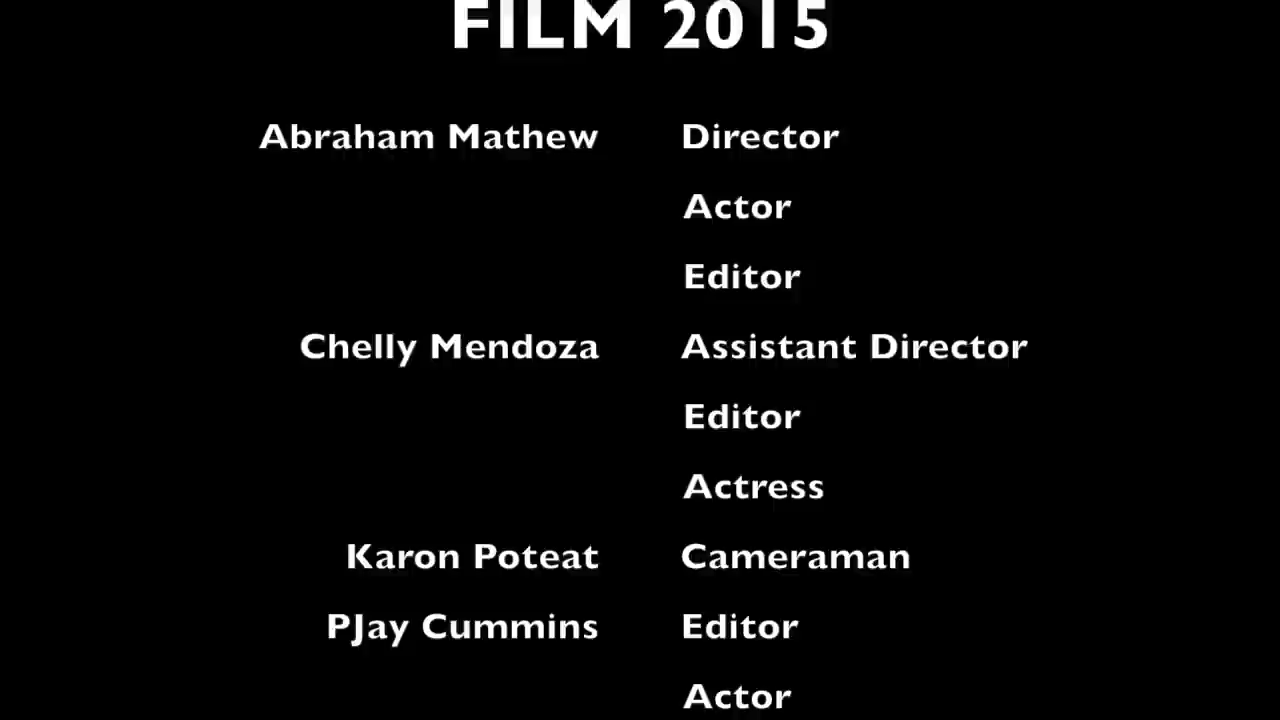 FILM 2015
Abraham Mathew Director
Actor
Editor
Chelly Mendoza Assistant Director
Editor
Actress
Karon Poteat Cameraman
PJay Cummins Editor
Actor